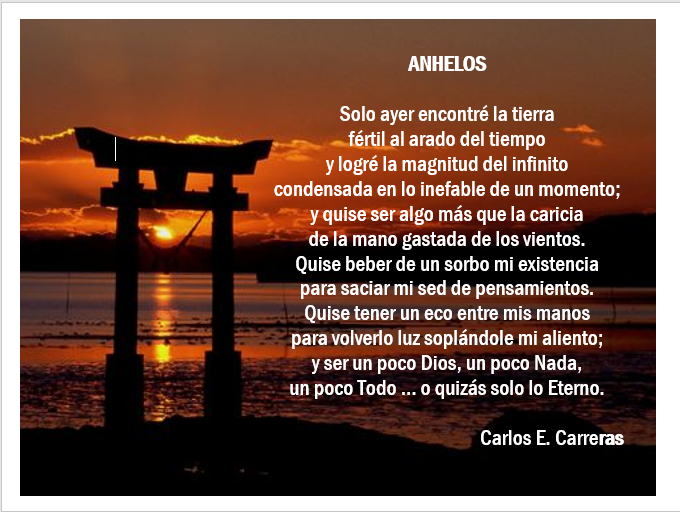 ANHELOS
Solo ayer encontré la tierra
fértil al arado del tiempo
y logré la magnitud del infinito
condensada en lo inefable de un momento;
y quise ser algo más que la caricia
de la mano gastada de los vientos.
Quise beber de un sorbo mi existencia
para saciar mi sed de pensamientos.
Quise tener un eco entre mis manos
para volverlo luz soplándole mi aliento;
y ser un poco Dios, un poco Nada,
un poco Todo ... o quizás solo lo Eterno.
Carlos E. Carreras